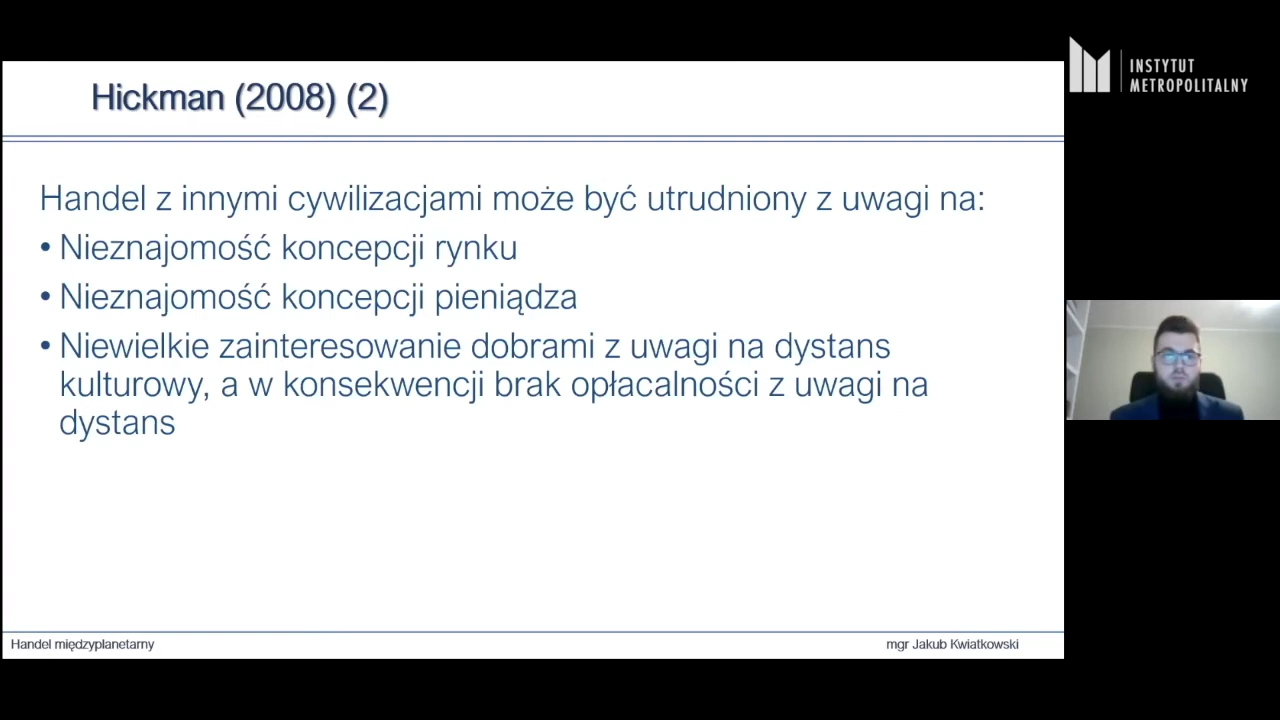 Hickman (2008) (2)
INSTYTUT
METROPOLITALNY
Handel z innymi cywilizacjami może być utrudniony z uwagi na:
• Nieznajomość koncepcji rynku
• Nieznajomość koncepcji pieniądza
• Niewielkie zainteresowanie dobrami z uwagi na dystans
kulturowy, a w konsekwencji brak opłacalności z uwagi na
dystans
Handel międzyplanetarny
mgr Jakub Kwiatkowski